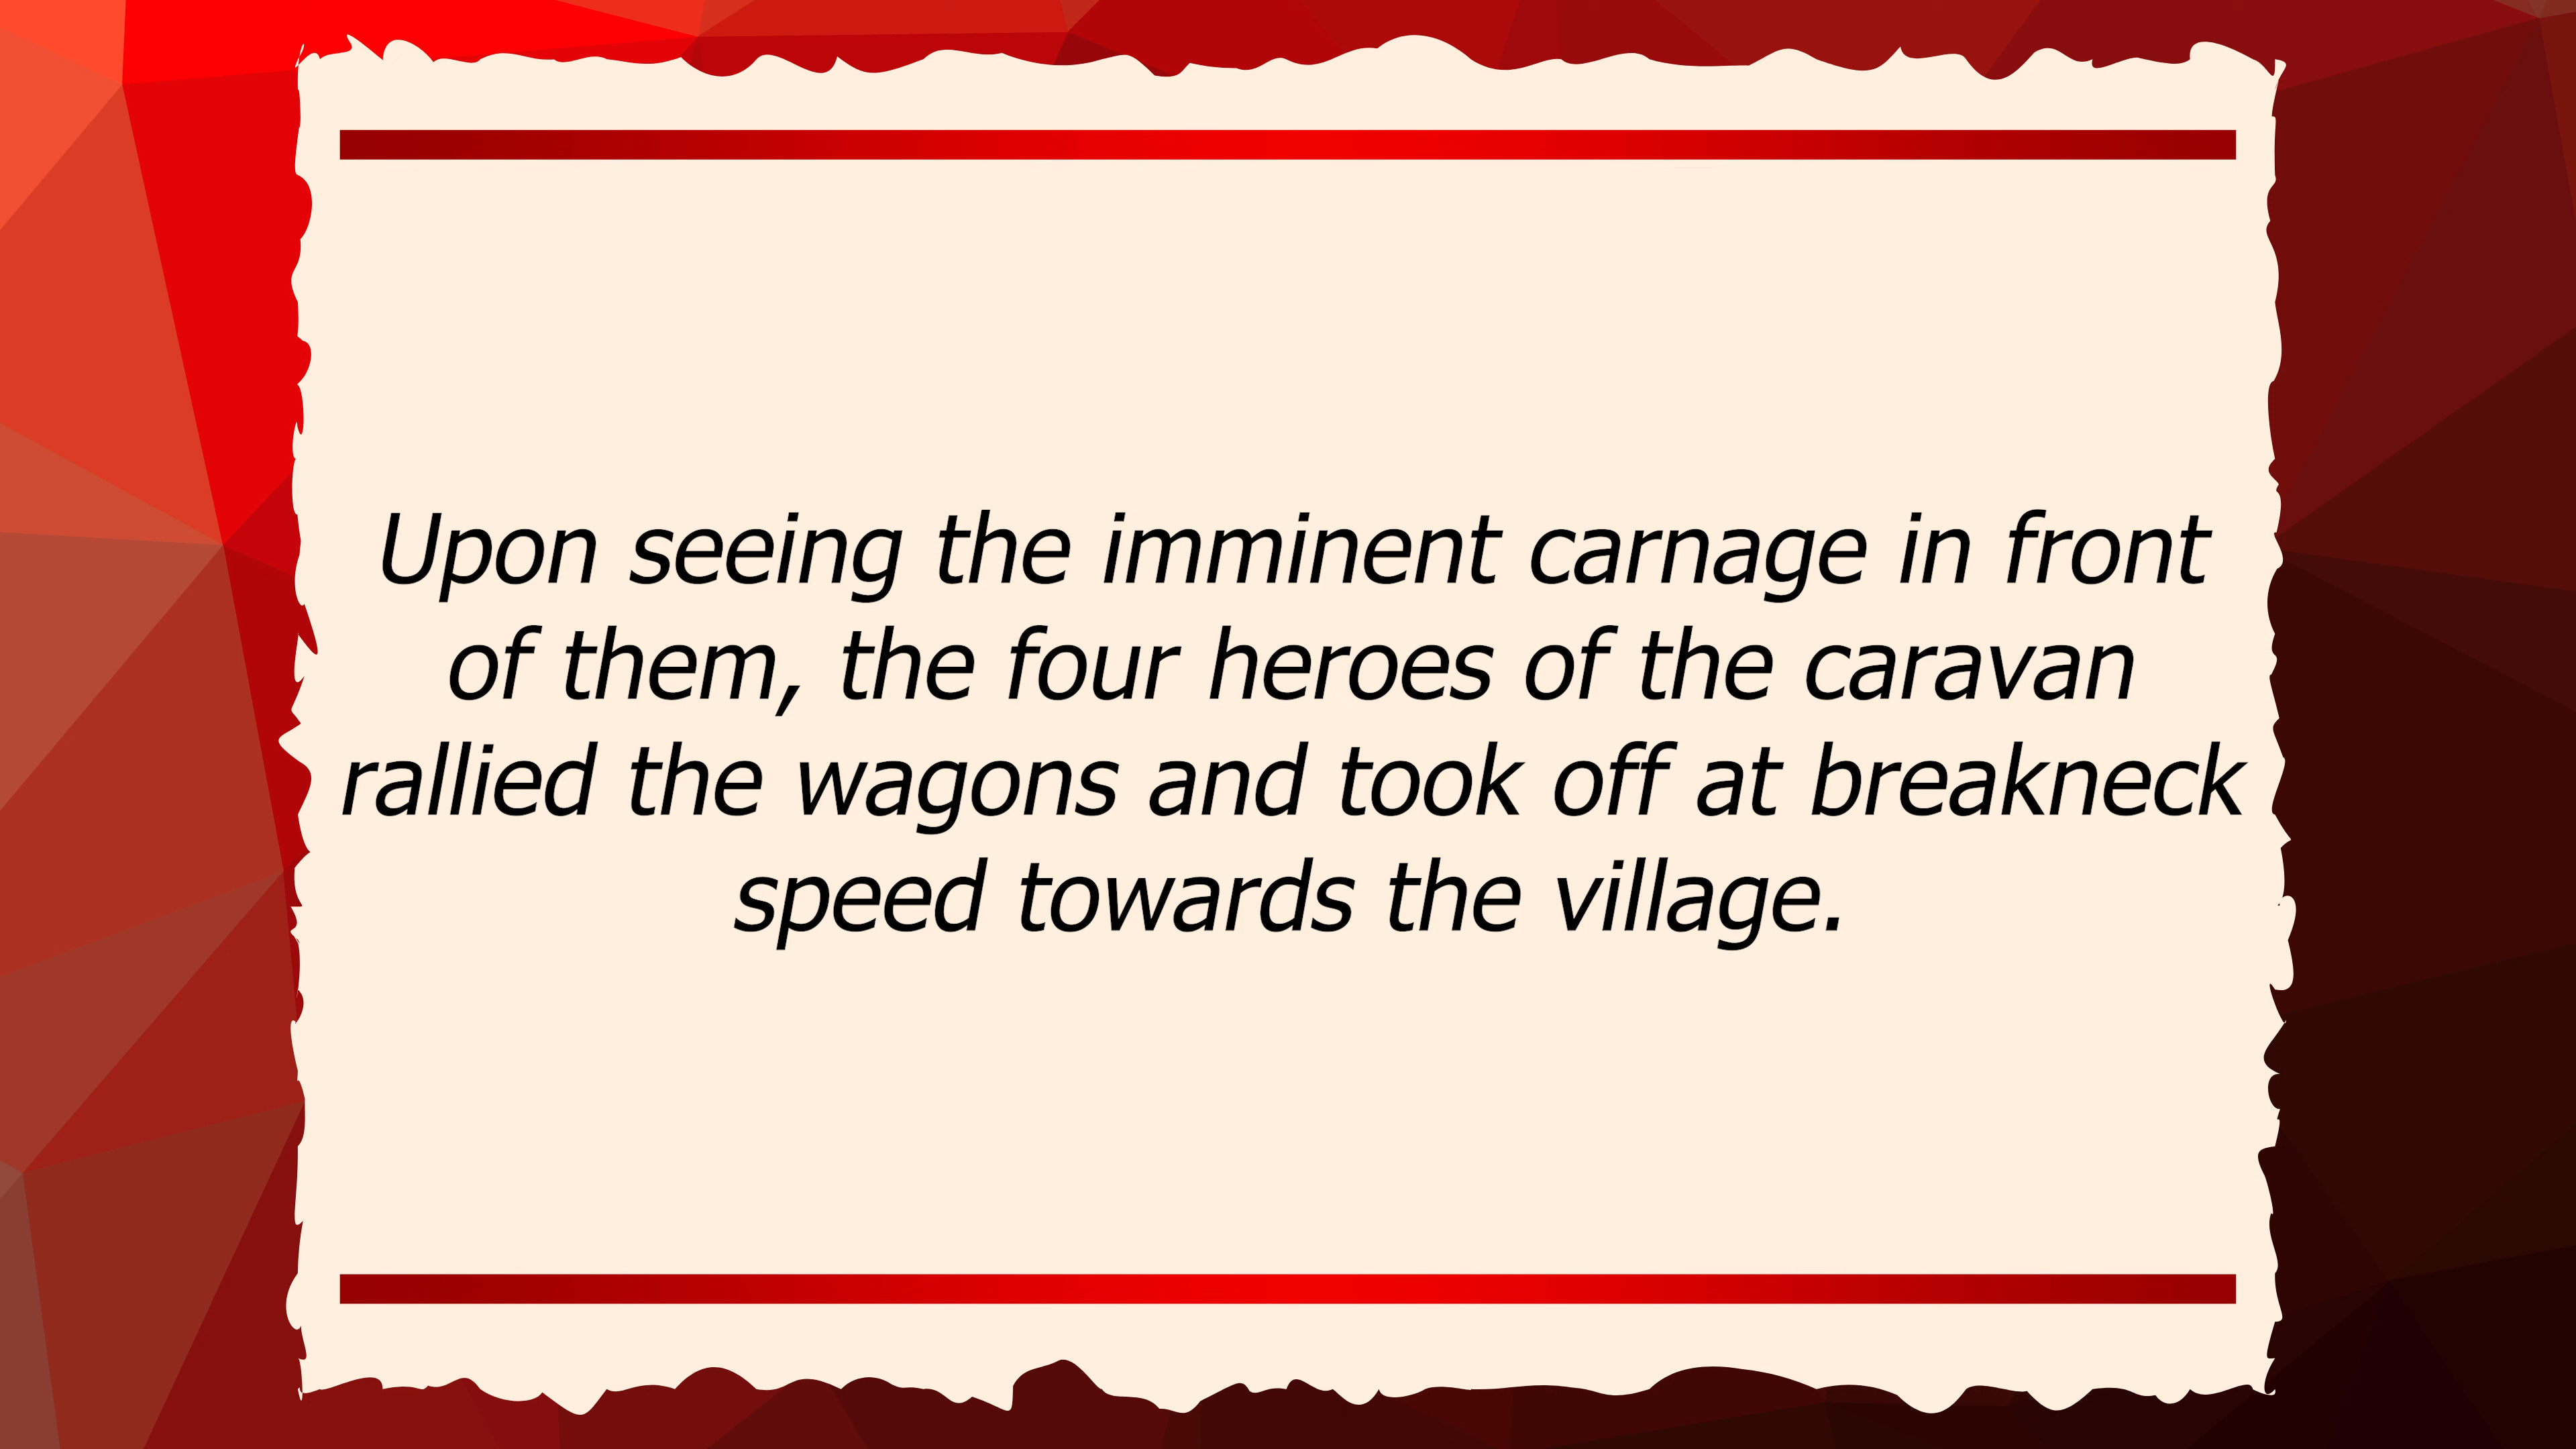 Upon seeing the imminent carnage in front
of them, the four heroes of the caravan
rallied the wagons and took off at breakneck
speed towards the village.